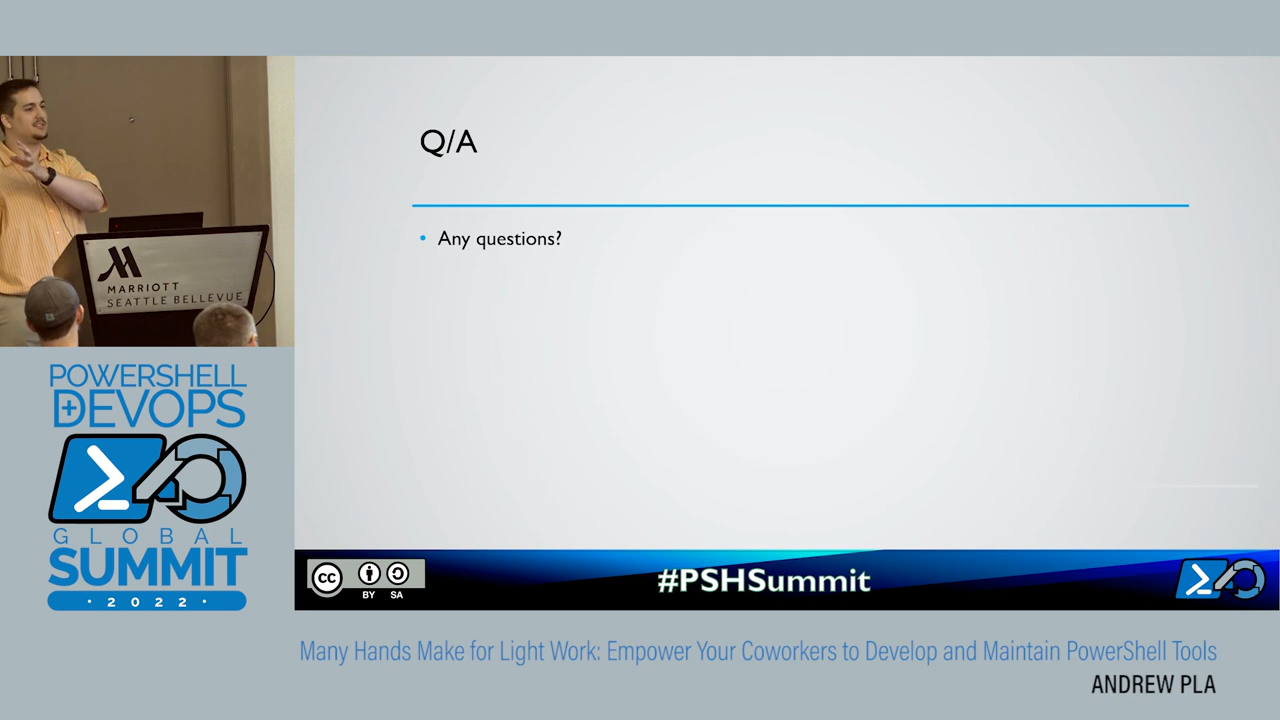 Q/A
• Any questions?
MARRIOTT
SEATTLE BELLEVUE
POWERSHELL
+DEVOPS
GLOBAL
SUMMIT
· 2022 ·
CC
BY SA
#PSHSummit
Many Hands Make for Light Work: Empower Your Coworkers to Develop and Maintain PowerShell Tools
ANDREW PLA